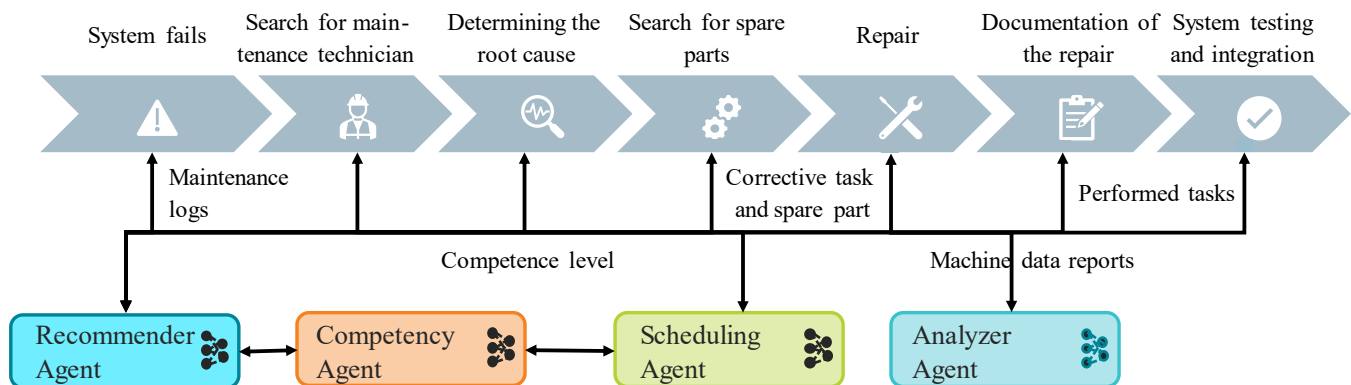 System fails
Search for main-
tenance technician
Determining the
root cause
Search for spare
parts
Repair
Documentation of
the repair
System testing
and integration
Maintenance
logs
Corrective task
and spare part
Performed tasks
Competence level
Machine data reports
Recommender
Agent
Competency
Agent
Scheduling
Agent
Analyzer
Agent